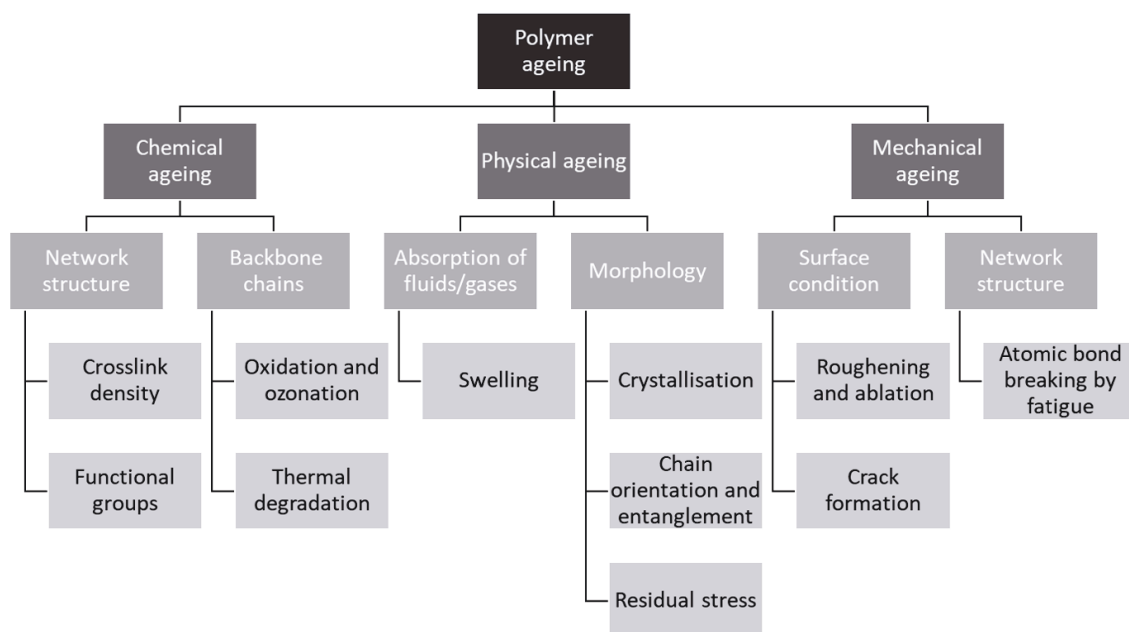 Polymer
ageing
Chemical
ageing
Physical ageing
Mechanical
ageing
Network
structure
Backbone
chains
Absorption of
fluids/gases
Morphology
Surface
condition
Network
structure
Crosslink
density
Oxidation and
ozonation
Swelling
Crystallisation
Roughening
and ablation
Atomic bond
breaking by
fatigue
Functional
groups
Thermal
degradation
Chain
orientation and
entanglement
Crack
formation
Residual stress